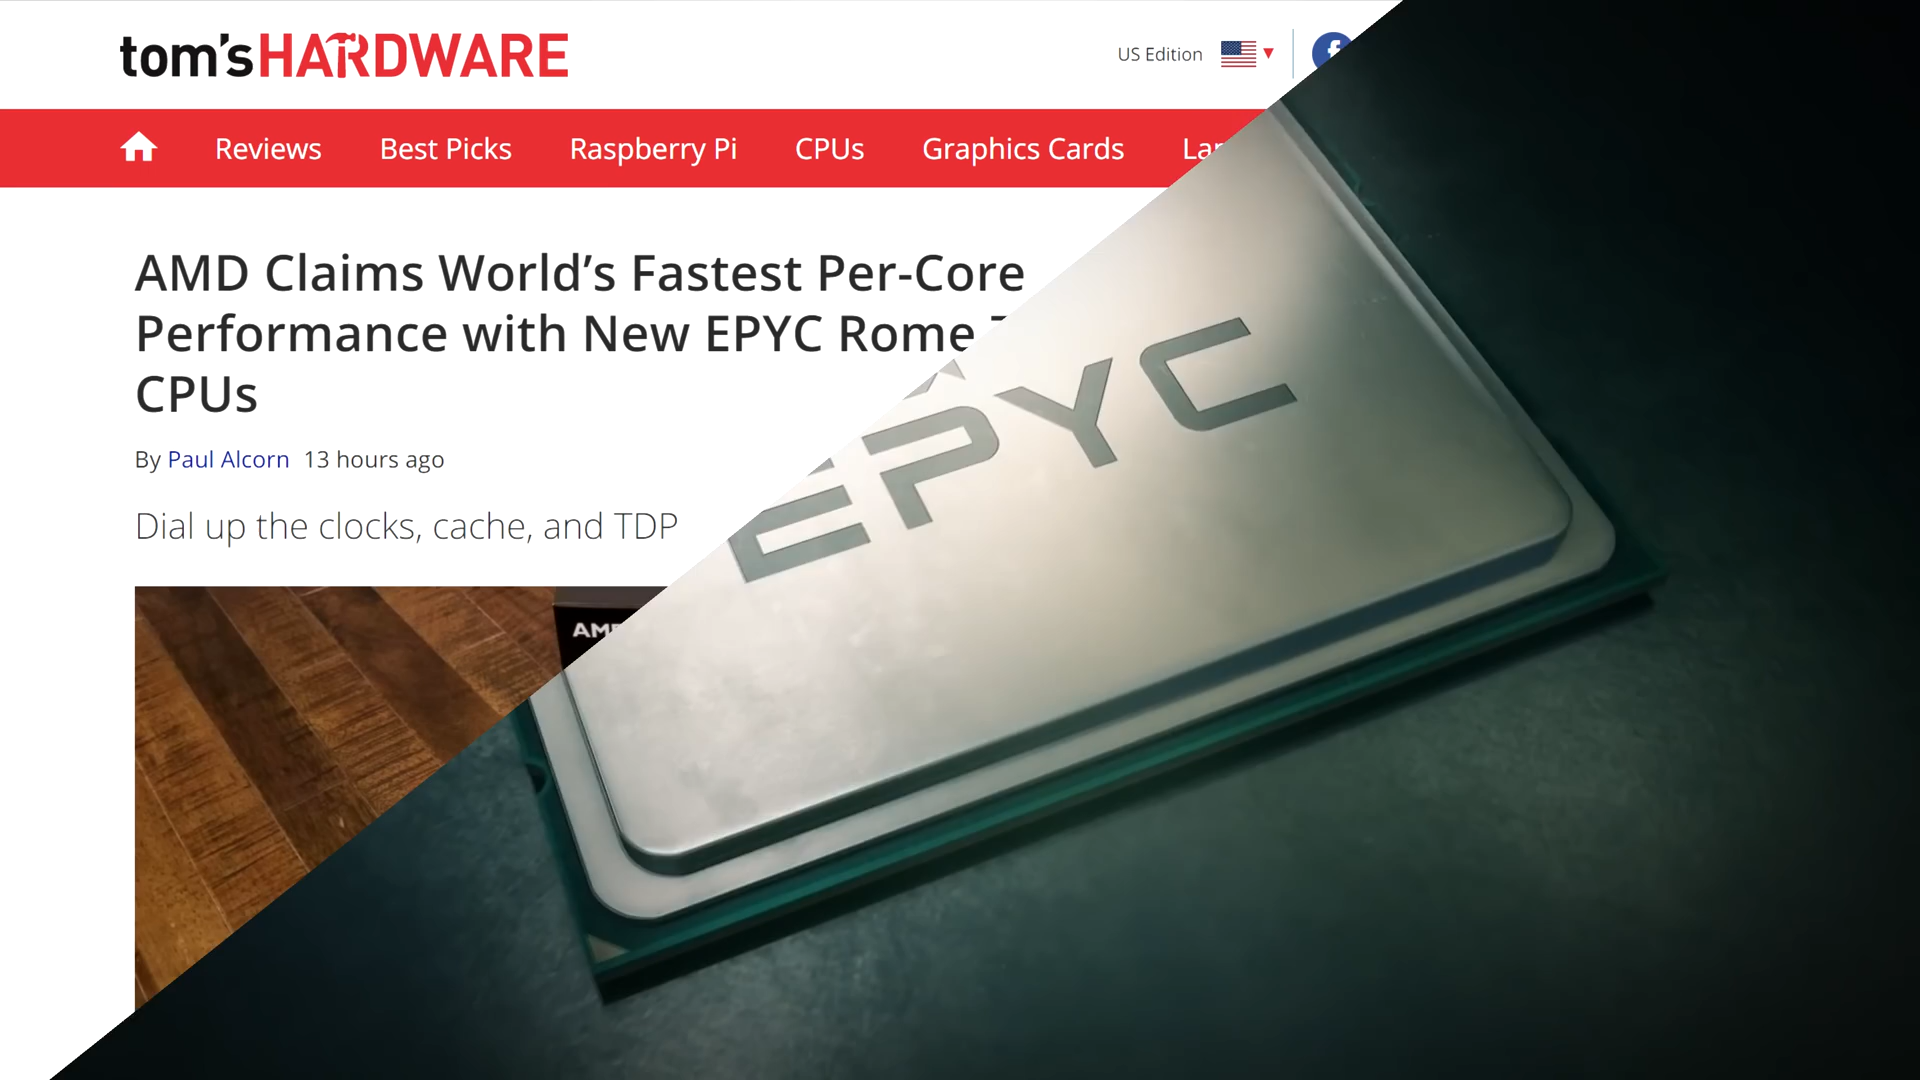 tom'sHARDWARE
US Edition
Reviews
Best Picks
Raspberry Pi
CPUs
Graphics Cards
AMD Claims World’s Fastest Per-Core
Performance with New EPYC Rome
CPUs
By Paul Alcorn 13 hours ago
Dial up the clocks, cache, and TDP
EPYC